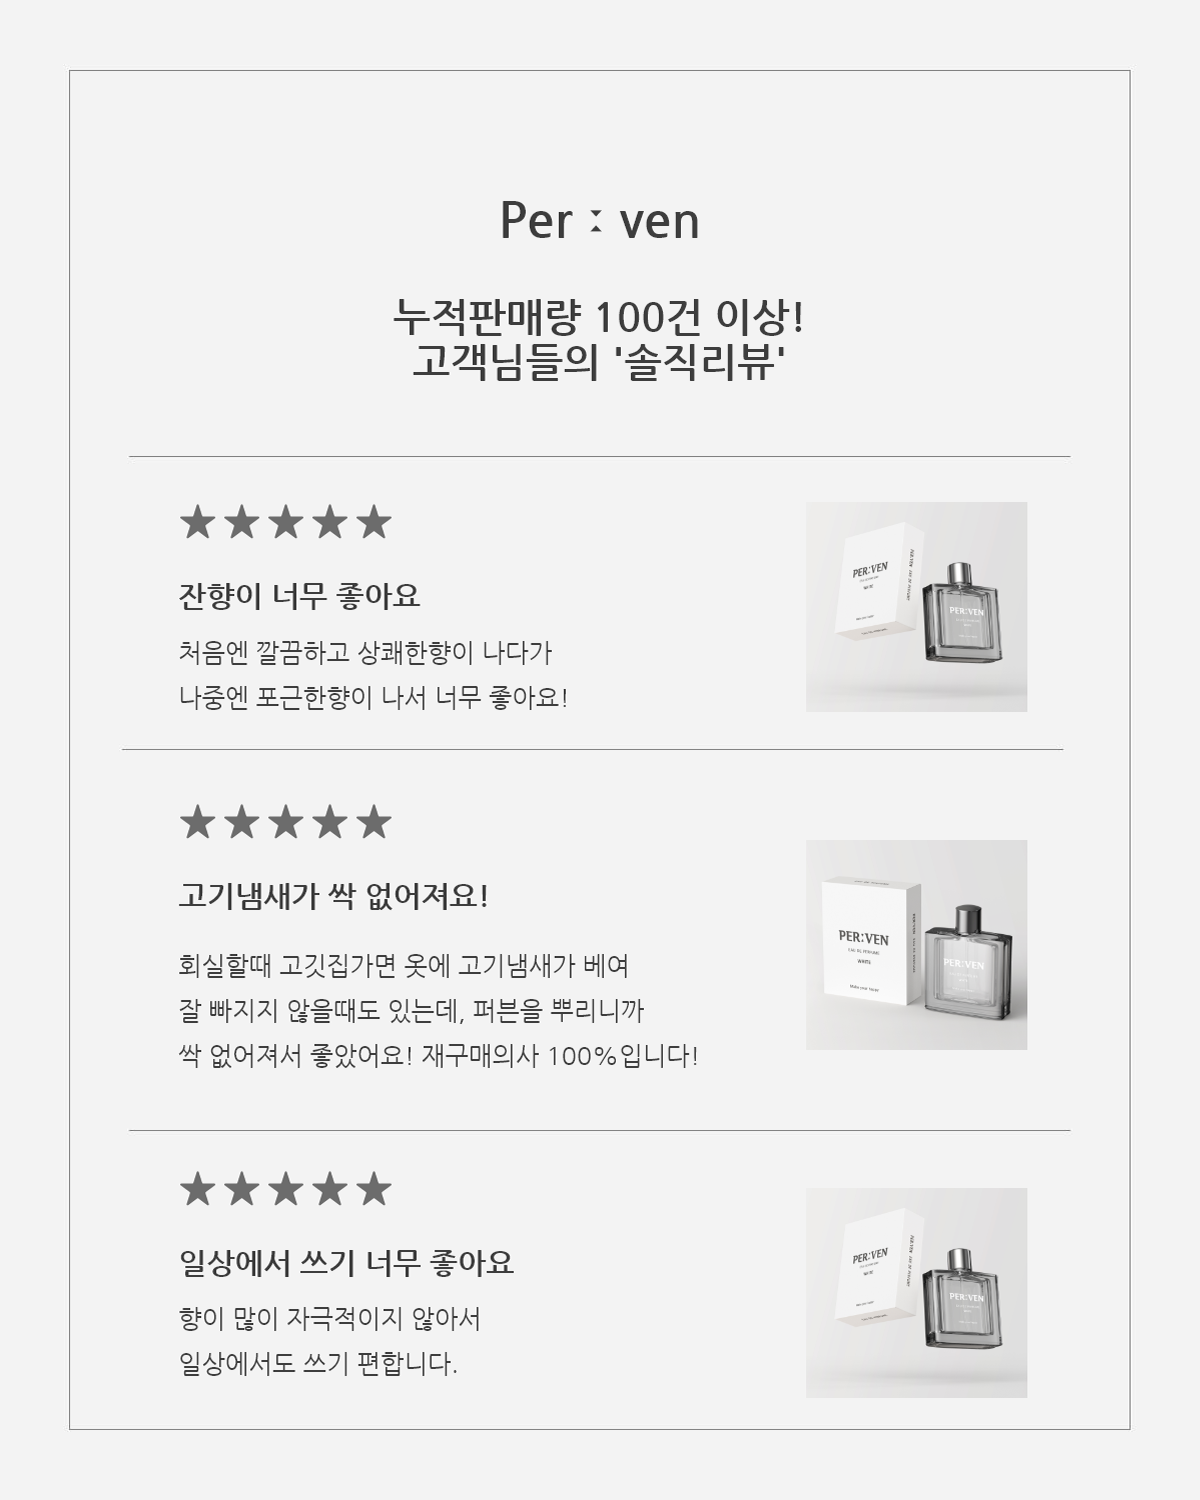 Per : ven
누적판매량 100건 이상!
고객님들의 '솔직리뷰'
★★★★★
잔향이 너무 좋아요
처음엔 깔끔하고 상쾌한향이 나다가
나중엔 포근한향이 나서 너무 좋아요!
PER:VEN
PER:VEN
★★★★★
고기냄새가 싹 없어져요!
회실할때 고깃집가면 옷에 고기냄새가 베여
잘 빠지지 않을때도 있는데, 퍼븐을 뿌리니까
싹 없어져서 좋았어요! 재구매의사 100%입니다!
PER:VEN
EAU DE PERFUME
WHITE
PER:VEN
★★★★★
일상에서 쓰기 너무 좋아요
향이 많이 자극적이지 않아서
일상에서도 쓰기 편합니다.
PER:VEN
PER:VEN